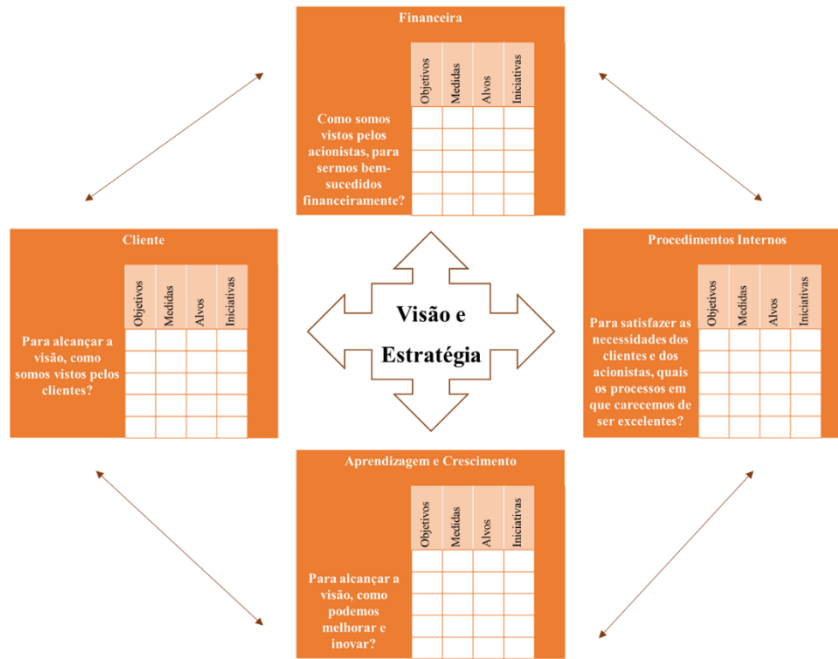 Financeira
Objetivos
Medidas
Alvos
Iniciativas
Como somos
vistos pelos
acionistas, para
sermos bem-
sucedidos
financeiramente?
Cliente
Objetivos
Medidas
Alvos
Iniciativas
Para alcançar a
visão, como
somos vistos pelos
clientes?
Visão e
Estratégia
Procedimentos Internos
Objetivos
Medidas
Alvos
Iniciativas
Para satisfazer as
necessidades dos
clientes e dos
acionistas, quais
os processos em
que carecemos de
ser excelentes?
Aprendizagem e Crescimento
Objetivos
Medidas
Alvos
Iniciativas
Para alcançar a
visão, como
podemos
melhorar e
inovar?